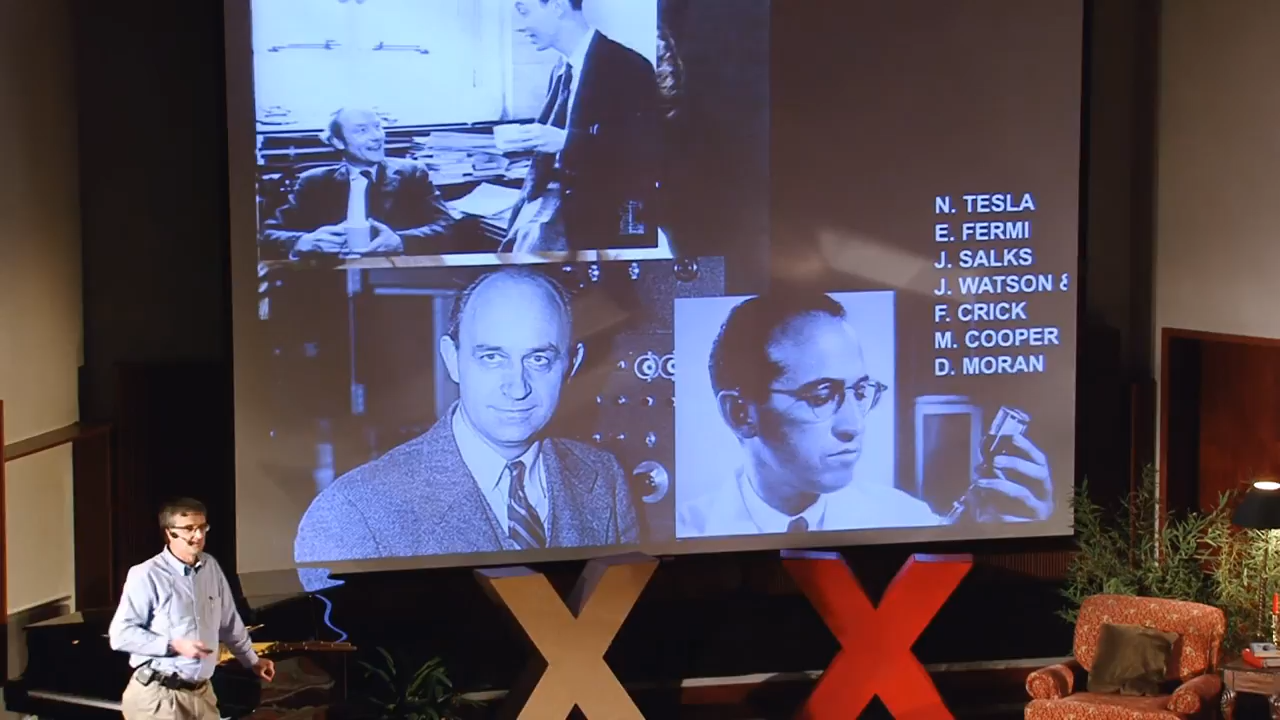 N. TESLA
E. FERMI
J. SALKS
J. WATSON &
F. CRICK
M. COOPER
D. MORAN
X X